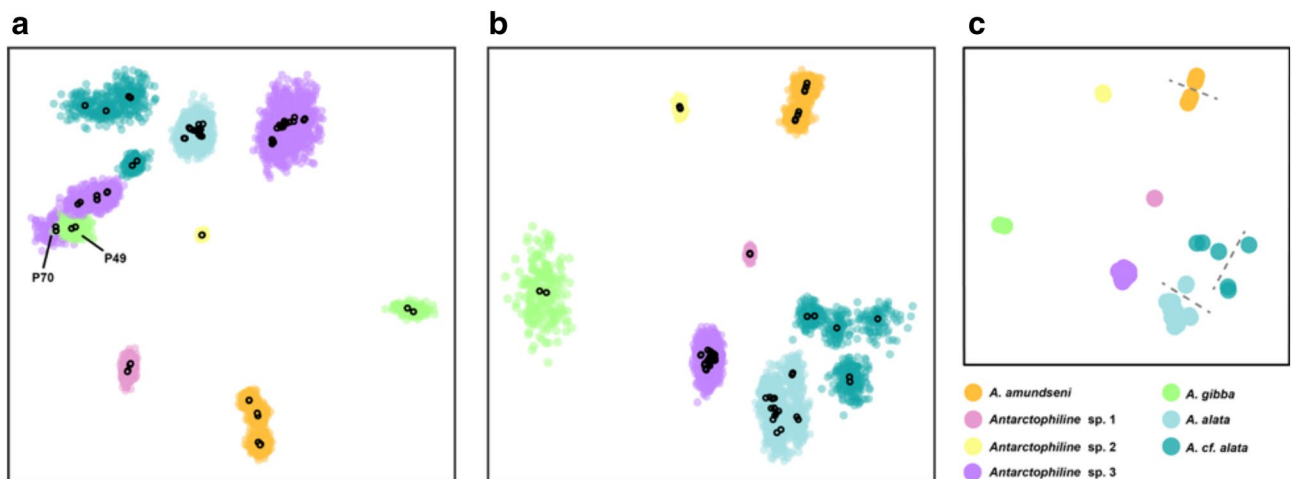 a
b
c
P49
P70
A. amundseni
Antarctophiline sp. 1
Antarctophiline sp. 2
Antarctophiline sp. 3
A. gibba
A. alata
A. cf. alata